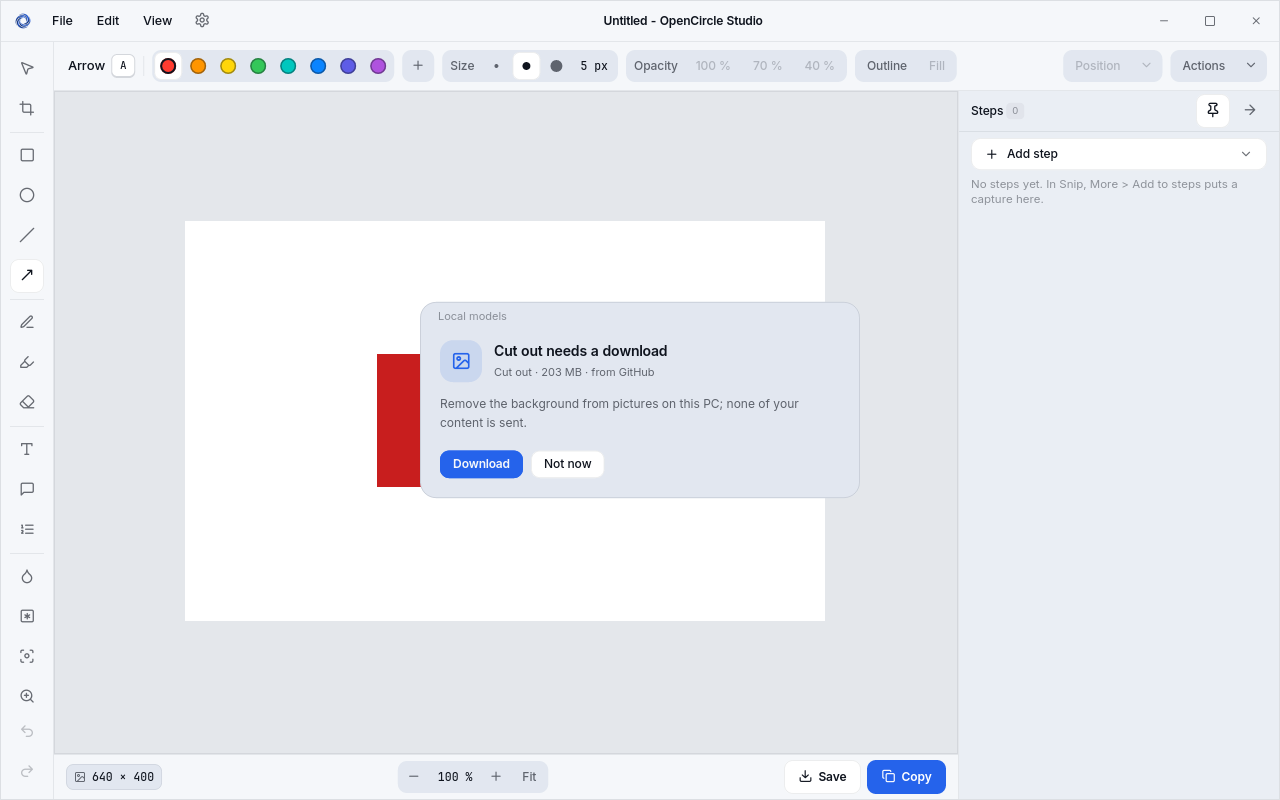 File Edit View
Untitled - OpenCircle Studio
Arrow A
Size 5 px
Opacity 100 % 70 % 40 %
Outline Fill
Position
Actions
Steps 0
Add step
No steps yet. In Snip, More > Add to steps puts a
capture here.
Local models
Cut out needs a download
Cut out · 203 MB · from GitHub
Remove the background from pictures on this PC; none of your
content is sent.
Download Not now
640 × 400
100 %
Fit
Save
Copy